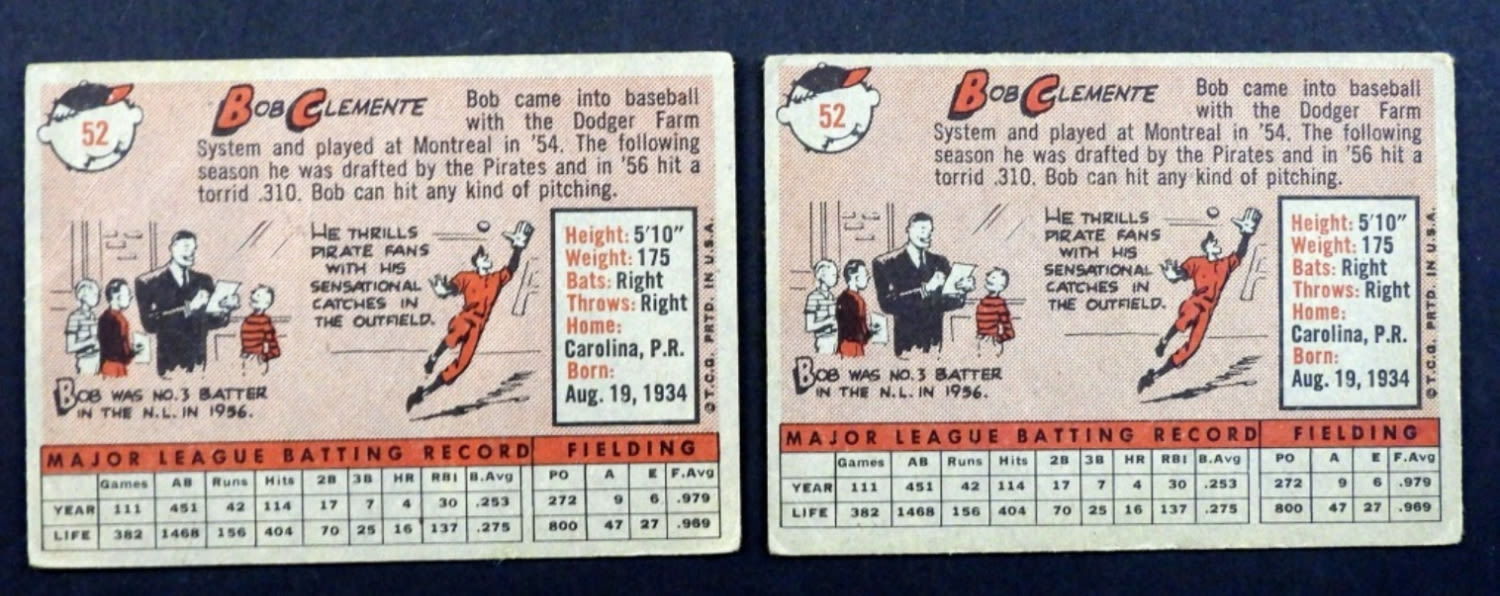 52
BOB CLEMENTE
Bob came into baseball
with the Dodger Farm
System and played at Montreal in '54. The following
season he was drafted by the Pirates and in '56 hit a
torrid .310. Bob can hit any kind of pitching.
HE THRILLS
PIRATE FANS
WITH HIS
SENSATIONAL
CATCHES IN
THE OUTFIELD.
BOB WAS NO.3 BATTER
IN THE N.L. IN 1956.
Height: 5'10"
Weight: 175
Bats: Right
Throws: Right
Home:
Carolina, P.R.
Born:
Aug. 19, 1934
©T.C.G. PRTD. IN U.S.A.
MAJOR LEAGUE BATTING RECORD FIELDING
Games AB Runs Hits 2B 3B HR RBI B.Avg PO A E F.Avg
YEAR 111 451 42 114 17 7 4 30 .253 272 9 6 .979
LIFE 382 1468 156 404 70 25 16 137 .275 800 47 27 .969
52
BOB CLEMENTE
Bob came into baseball
with the Dodger Farm
System and played at Montreal in '54. The following
season he was drafted by the Pirates and in '56 hit a
torrid .310. Bob can hit any kind of pitching.
HE THRILLS
PIRATE FANS
WITH HIS
SENSATIONAL
CATCHES IN
THE OUTFIELD.
BOB WAS NO.3 BATTER
IN THE N.L. IN 1956.
Height: 5'10"
Weight: 175
Bats: Right
Throws: Right
Home:
Carolina, P.R.
Born:
Aug. 19, 1934
©T.C.G. PRTD. IN U.S.A.
MAJOR LEAGUE BATTING RECORD FIELDING
Games AB Runs Hits 2B 3B HR RBI B.Avg PO A E F.Avg
YEAR 111 451 42 114 17 7 4 30 .253 272 9 6 .979
LIFE 382 1468 156 404 70 25 16 137 .275 800 47 27 .969